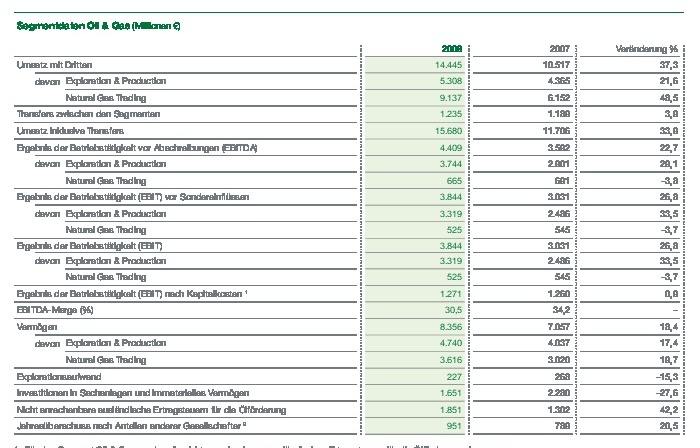 Segmentdaten Oil & Gas (Millionen €)
2008 2007 Veränderung %
Umsatz mit Dritten 14.445 10.517 37,3
davon Exploration & Production 5.308 4.365 21,6
Natural Gas Trading 9.137 6.152 48,5
Transfers zwischen den Segmenten 1.235 1.189 3,9
Umsatz inklusive Transfers 15.680 11.706 33,9
Ergebnis der Betriebstätigkeit vor Abschreibungen (EBITDA) 4.409 3.592 22,7
davon Exploration & Production 3.744 2.901 29,1
Natural Gas Trading 665 691 –3,8
Ergebnis der Betriebstätigkeit (EBIT) vor Sondereinflüssen 3.844 3.031 26,8
davon Exploration & Production 3.319 2.486 33,5
Natural Gas Trading 525 545 –3,7
Ergebnis der Betriebstätigkeit (EBIT) 3.844 3.031 26,8
davon Exploration & Production 3.319 2.486 33,5
Natural Gas Trading 525 545 –3,7
Ergebnis der Betriebstätigkeit (EBIT) nach Kapitalkosten ¹ 1.271 1.260 0,9
EBITDA-Marge (%) 30,5 34,2 –
Vermögen 8.356 7.057 18,4
davon Exploration & Production 4.740 4.037 17,4
Natural Gas Trading 3.616 3.020 19,7
Explorationsaufwand 227 268 –15,3
Investitionen in Sachanlagen und immaterielles Vermögen 1.651 2.280 –27,6
Nicht anrechenbare ausländische Ertragsteuern für die Ölförderung 1.851 1.302 42,2
Jahresüberschuss nach Anteilen anderer Gesellschafter ² 951 789 20,5